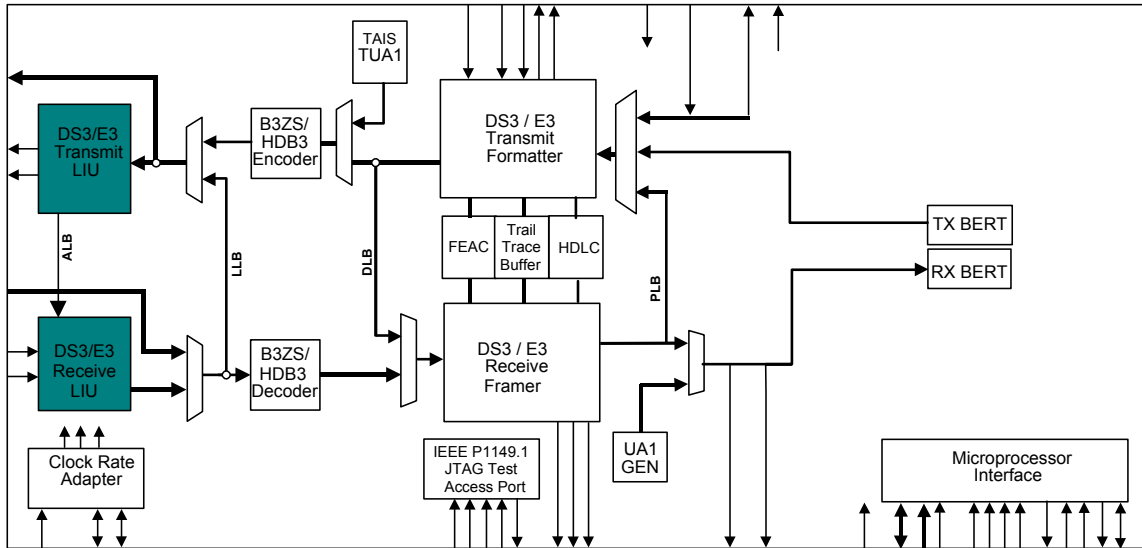 TAIS
TUA1
DS3/E3
Transmit
LIU
B3ZS/
HDB3
Encoder
DS3 / E3
Transmit
Formatter
ALB
LLB
DLB
FEAC
Trail
Trace
Buffer
HDLC
PLB
TX BERT
RX BERT
DS3/E3
Receive
LIU
B3ZS/
HDB3
Decoder
DS3 / E3
Receive
Framer
Clock Rate
Adapter
IEEE P1149.1
JTAG Test
Access Port
UA1
GEN
Microprocessor
Interface